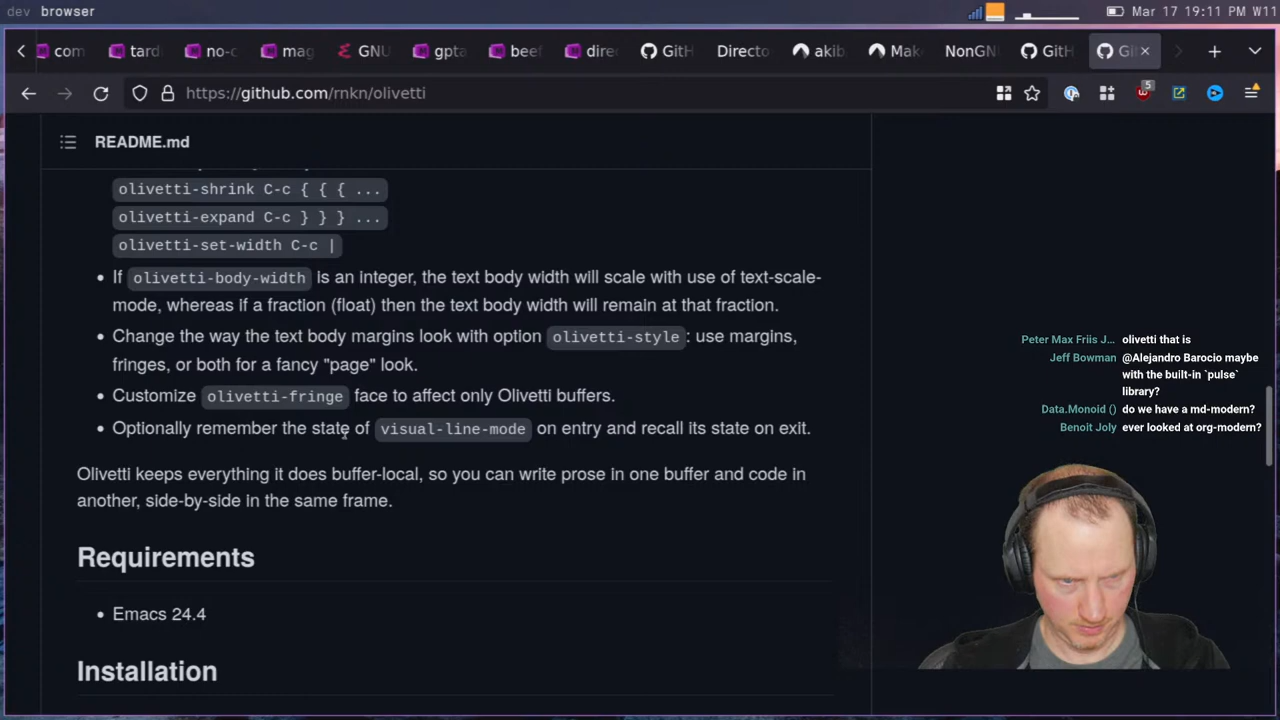 dev browser
Mar 17 19:11 PM W11
com
tard
no-c
mag
GNU
gpta
beef
direc
GitH
Directo
akib
Make
NonGN
GitH
Git
https://github.com/rnkn/olivetti
5
README.md
olivetti-shrink C-c { { { ...
olivetti-expand C-c } } } ...
olivetti-set-width C-c |
If olivetti-body-width is an integer, the text body width will scale with use of text-scale-
mode, whereas if a fraction (float) then the text body width will remain at that fraction.
Change the way the text body margins look with option olivetti-style: use margins,
fringes, or both for a fancy "page" look.
Customize olivetti-fringe face to affect only Olivetti buffers.
Optionally remember the state of visual-line-mode on entry and recall its state on exit.
Olivetti keeps everything it does buffer-local, so you can write prose in one buffer and code in
another, side-by-side in the same frame.
Requirements
Emacs 24.4
Installation
Peter Max Friis J... olivetti that is
Jeff Bowman @Alejandro Barocio maybe
with the built-in `pulse`
library?
Data.Monoid () do we have a md-modern?
Benoit Joly ever looked at org-modern?